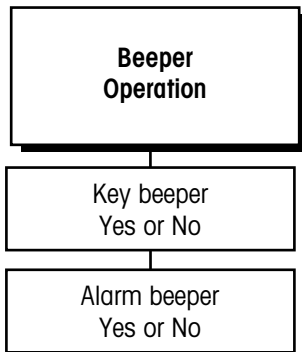 Beeper
Operation
Key beeper
Yes or No
Alarm beeper
Yes or No